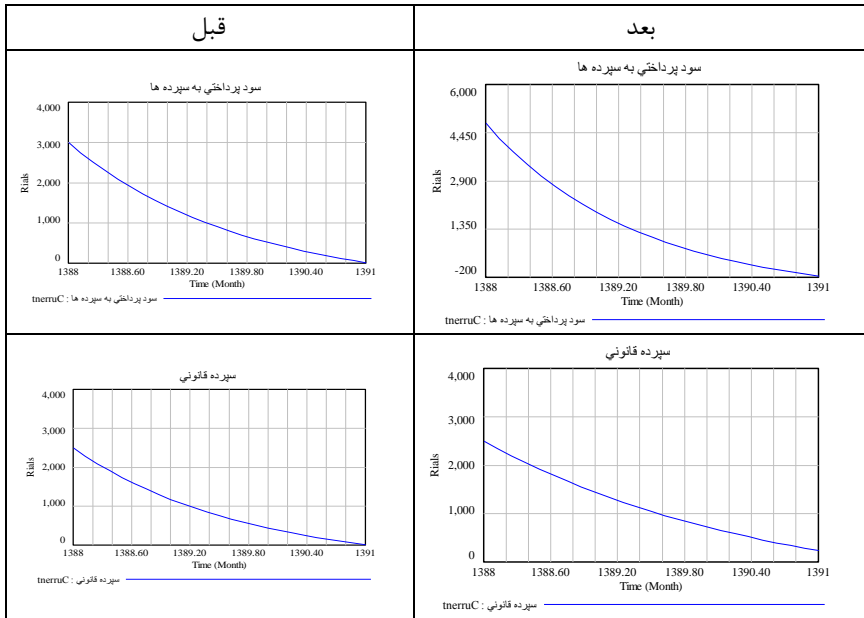 قبل
بعد
سود پرداختي به سپرده ها
4,000
3,000
2,000
1,000
0
Rials
1388 1388.60 1389.20 1389.80 1390.40 1391
Time (Month)
سود پرداختي به سپرده ها : tnerruC
سود پرداختي به سپرده ها
6,000
4,450
2,900
1,350
-200
Rials
1388 1388.60 1389.20 1389.80 1390.40 1391
Time (Month)
سود پرداختي به سپرده ها : tnerruC
سپرده قانوني
4,000
3,000
2,000
1,000
0
Rials
1388 1388.60 1389.20 1389.80 1390.40 1391
Time (Month)
سپرده قانوني : tnerruC
سپرده قانوني
4,000
3,000
2,000
1,000
0
Rials
1388 1388.60 1389.20 1389.80 1390.40 1391
Time (Month)
سپرده قانوني : tnerruC